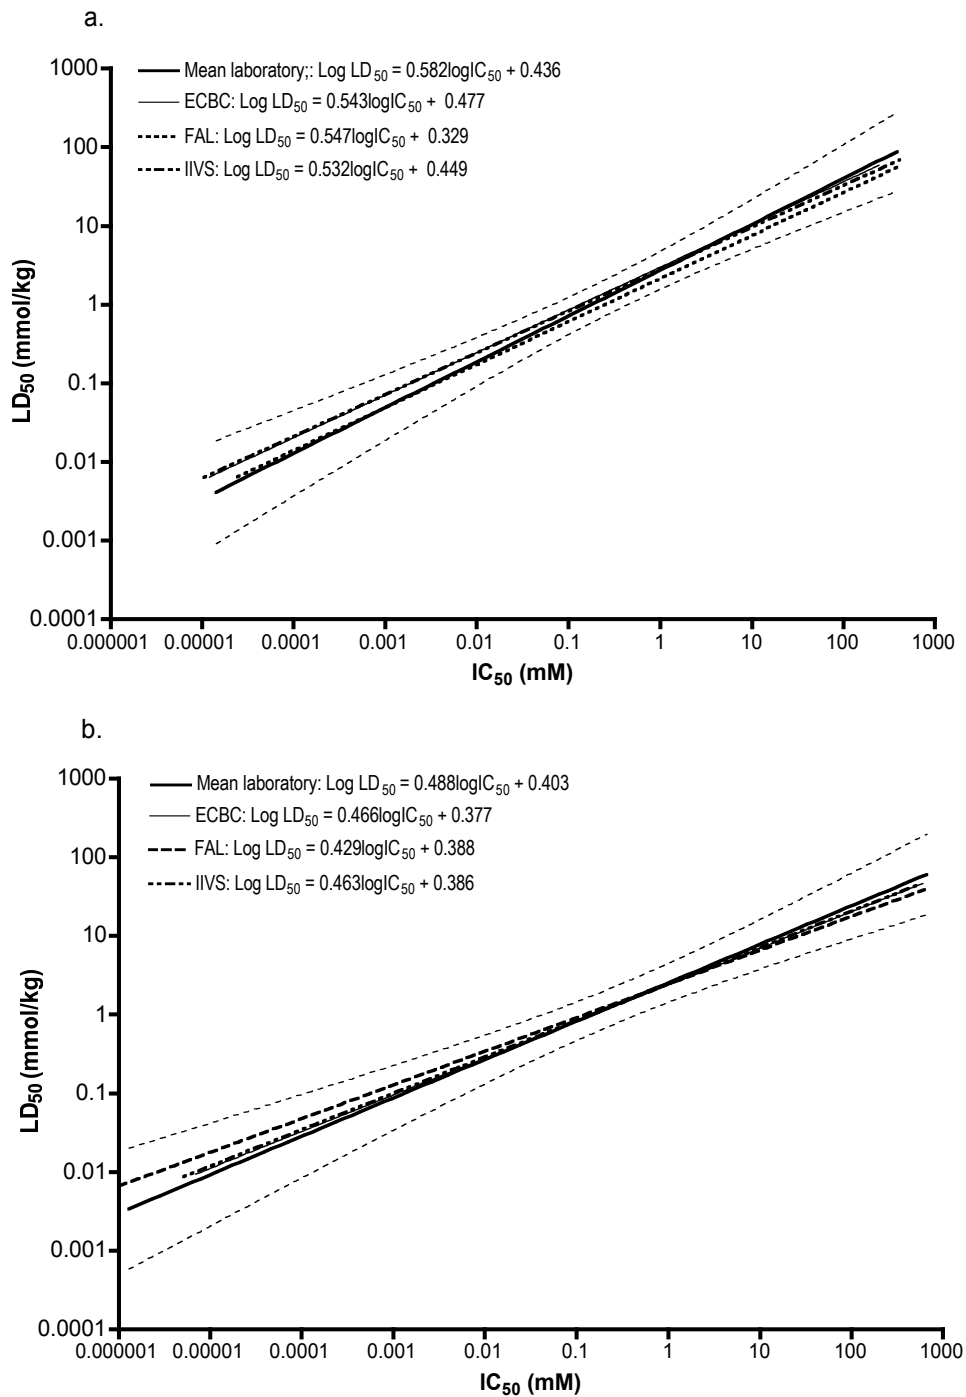 a.
1000
100
10
1
0.1
0.01
0.001
0.0001
LD50 (mmol/kg)
Mean laboratory;: Log LD50 = 0.582logIC50 + 0.436
ECBC: Log LD50 = 0.543logIC50 + 0.477
FAL: Log LD50 = 0.547logIC50 + 0.329
IIVS: Log LD50 = 0.532logIC50 + 0.449
0.000001 0.00001 0.0001 0.001 0.01 0.1 1 10 100 1000
IC50 (mM)
b.
1000
100
10
1
0.1
0.01
0.001
0.0001
LD50 (mmol/kg)
Mean laboratory: Log LD50 = 0.488logIC50 + 0.403
ECBC: Log LD50 = 0.466logIC50 + 0.377
FAL: Log LD50 = 0.429logIC50 + 0.388
IIVS: Log LD50 = 0.463logIC50 + 0.386
0.000001 0.00001 0.0001 0.001 0.01 0.1 1 10 100 1000
IC50 (mM)